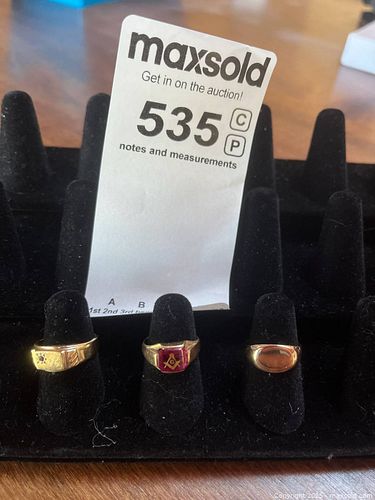 maxsold
Get in on the auction!
535 C
P
notes and measurements
A B
1st 2nd 3rd
G
Copyright 2025 - maxsold.com